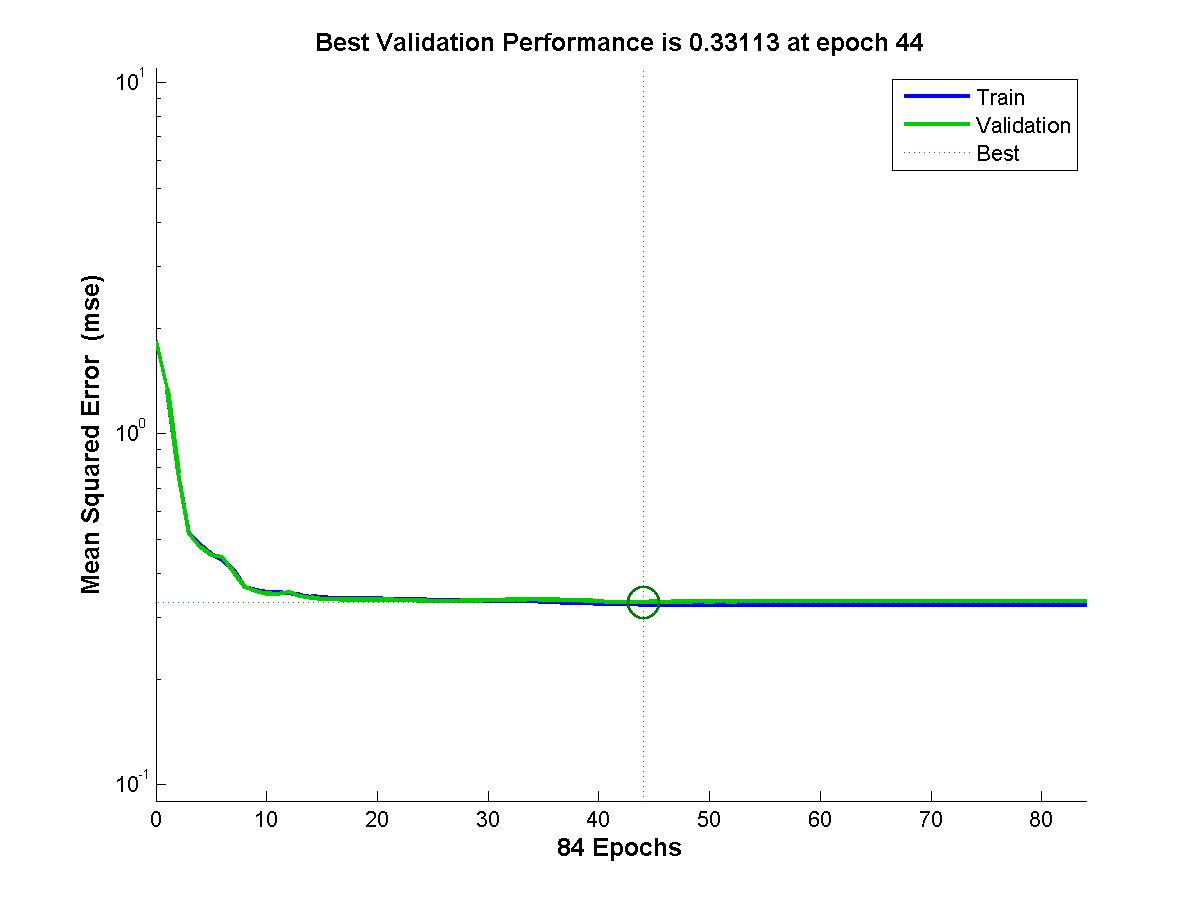 Best Validation Performance is 0.33113 at epoch 44
Train
Validation
Best
Mean Squared Error (mse)
10^1
10^0
10^-1
0 10 20 30 40 50 60 70 80
84 Epochs